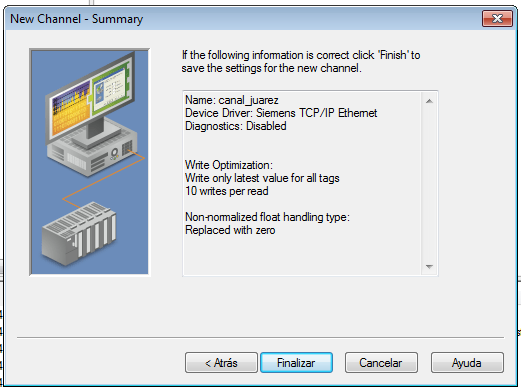 New Channel - Summary
If the following information is correct click 'Finish' to
save the settings for the new channel.
Name: canal_juarez
Device Driver: Siemens TCP/IP Ethernet
Diagnostics: Disabled
Write Optimization:
Write only latest value for all tags
10 writes per read
Non-normalized float handling type:
Replaced with zero
< Atrás
Finalizar
Cancelar
Ayuda